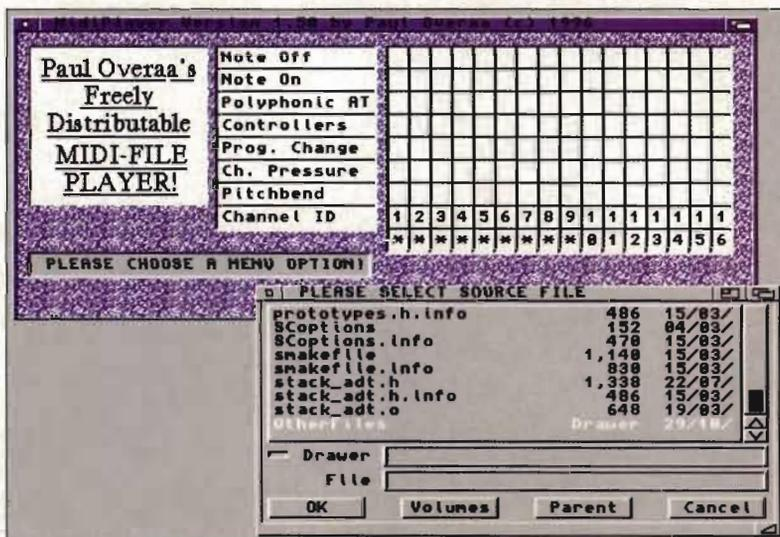 MidiPlayer Version 1.50 by Paul Overaa (c) 1996
Paul Overaa's
Freely
Distributable
MIDI-FILE
PLAYER!
Note Off
Note On
Polyphonic AT
Controllers
Prog. Change
Ch. Pressure
Pitchbend
Channel ID 1 2 3 4 5 6 7 8 9 1 1 1 1 1 1 1
* * * * * * * * * 0 1 2 3 4 5 6
PLEASE CHOOSE A MENU OPTION!
PLEASE SELECT SOURCE FILE
prototypes.h.info 486 15/03/
SCoptions 152 04/03/
SCoptions.info 470 15/03/
smakefile 1,140 15/03/
smakefile.info 830 15/03/
stack_adt.h 1,338 22/07/
stack_adt.h.info 486 15/03/
stack_adt.o 648 19/03/
OtherFiles Drawer 29/10/
Drawer
File
OK Volumes Parent Cancel